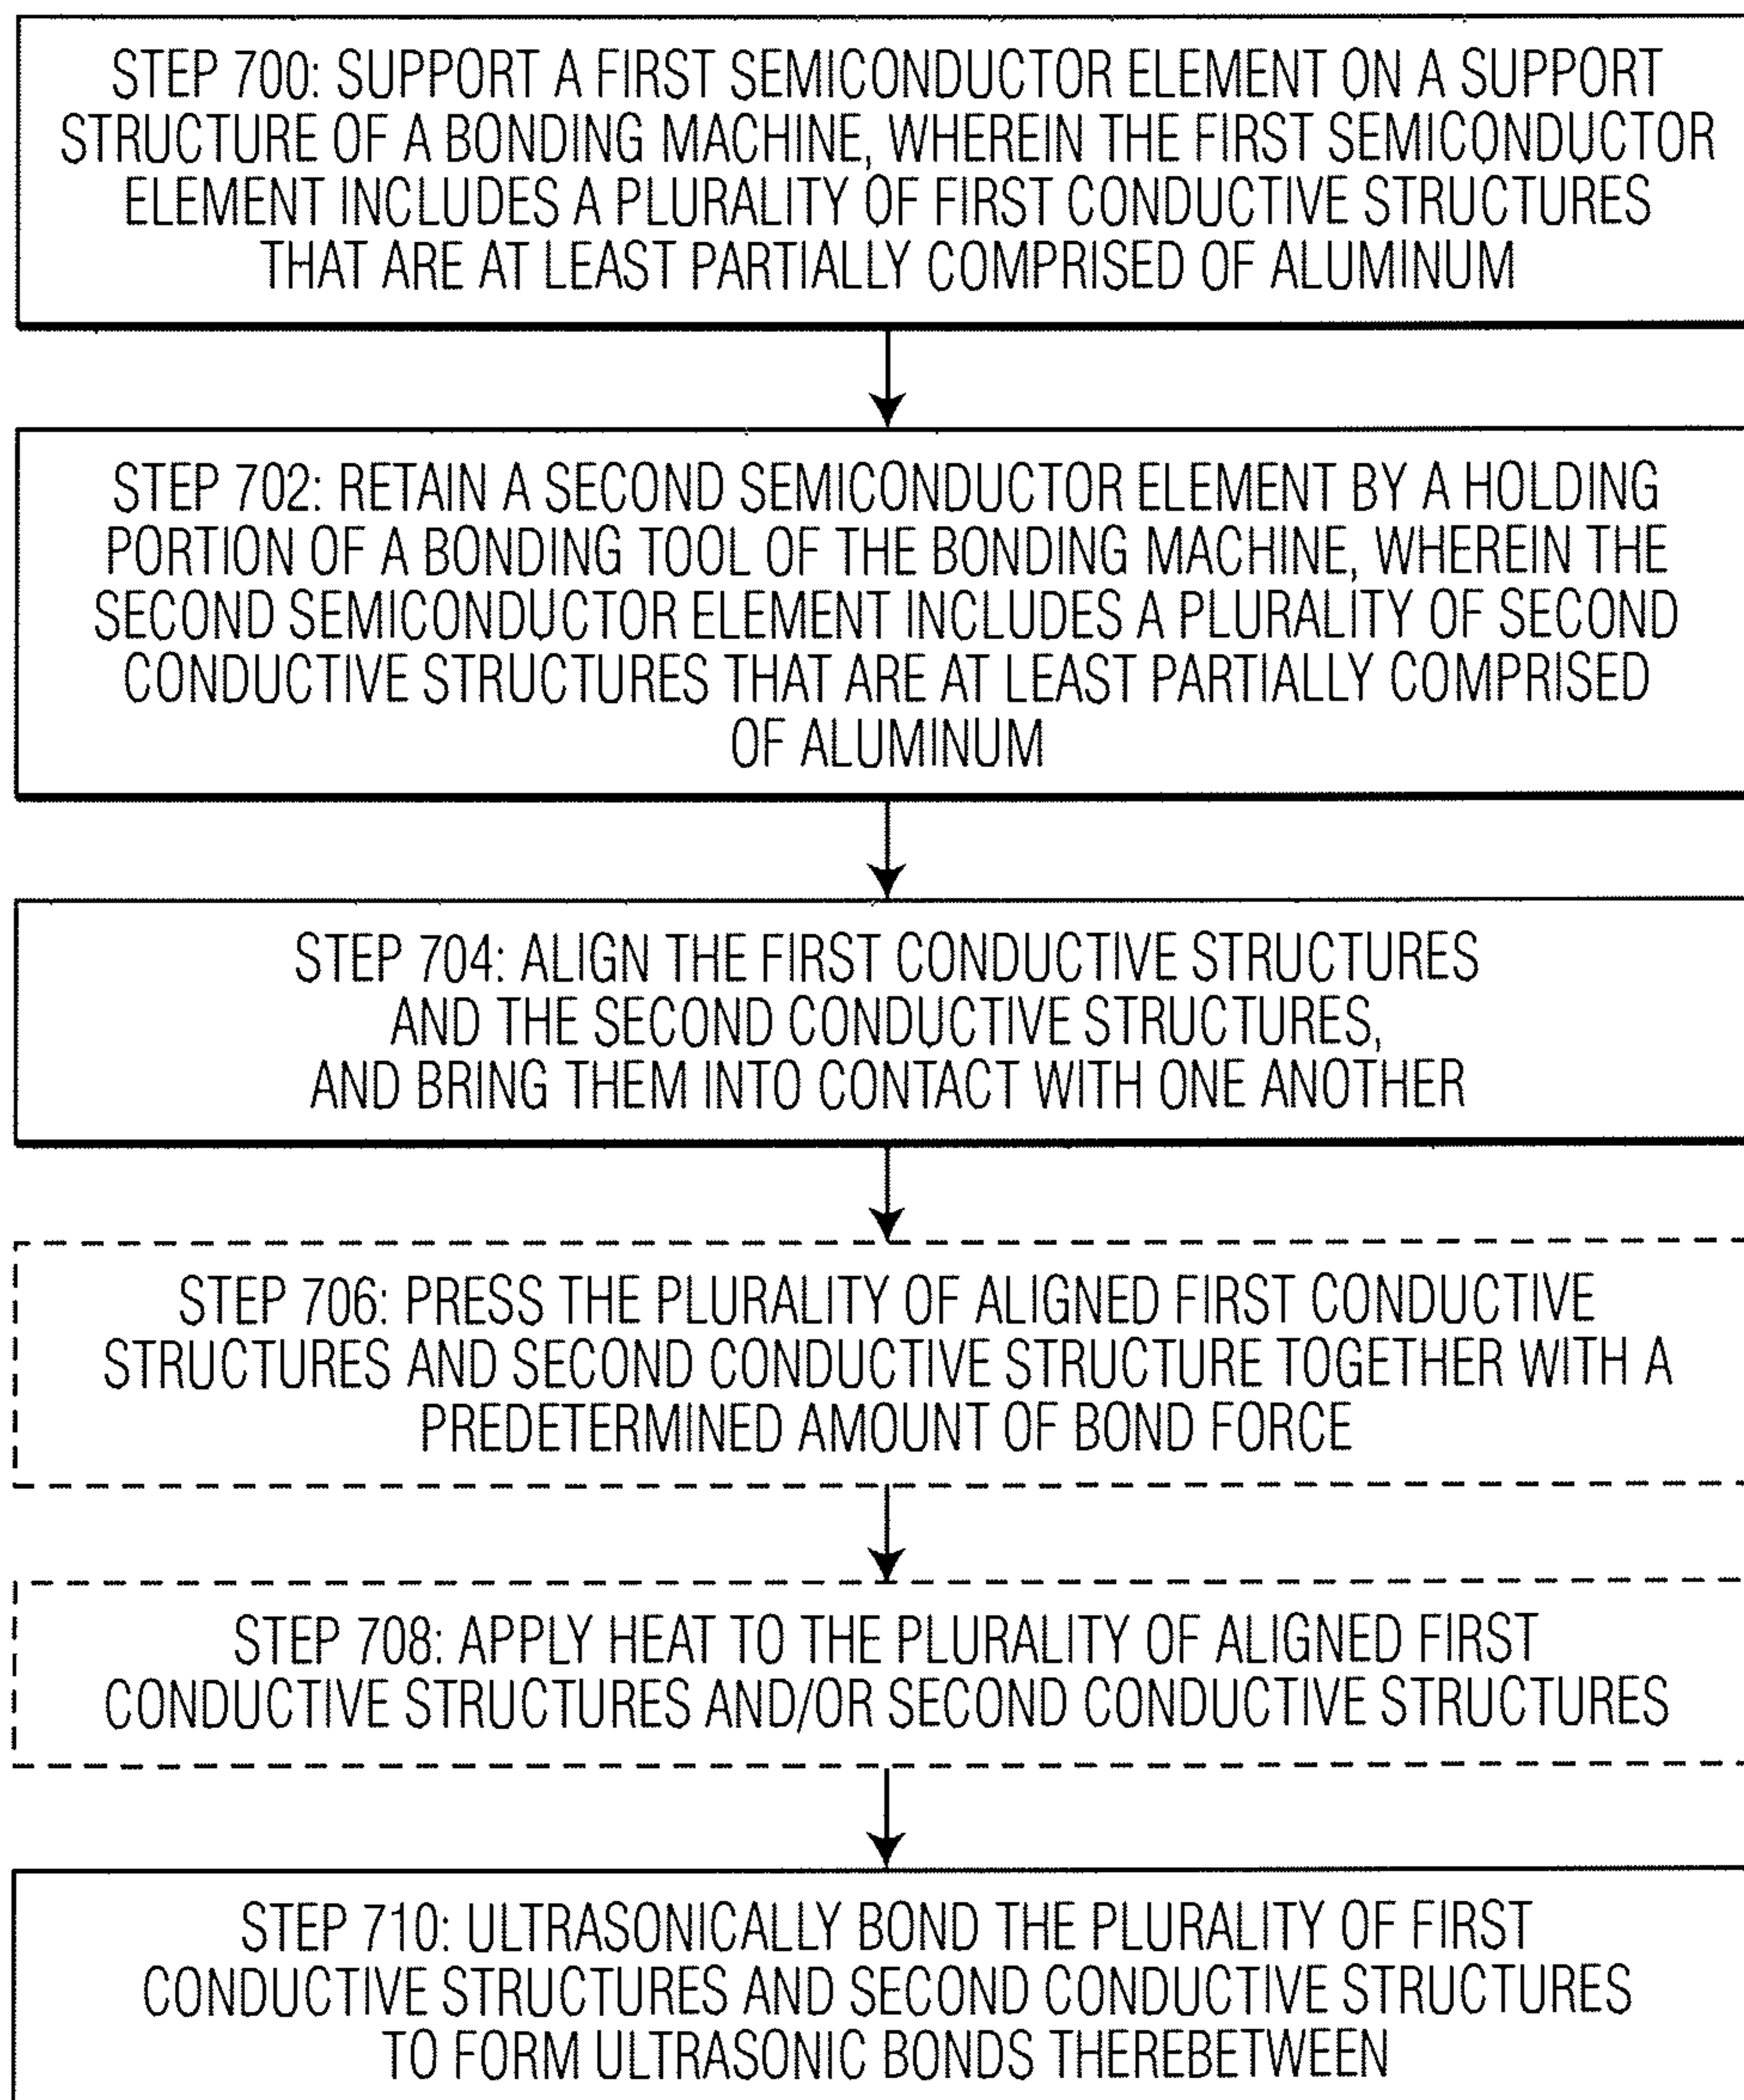 STEP 700: SUPPORT A FIRST SEMICONDUCTOR ELEMENT ON A SUPPORT
STRUCTURE OF A BONDING MACHINE, WHEREIN THE FIRST SEMICONDUCTOR
ELEMENT INCLUDES A PLURALITY OF FIRST CONDUCTIVE STRUCTURES
THAT ARE AT LEAST PARTIALLY COMPRISED OF ALUMINUM
STEP 702: RETAIN A SECOND SEMICONDUCTOR ELEMENT BY A HOLDING
PORTION OF A BONDING TOOL OF THE BONDING MACHINE, WHEREIN THE
SECOND SEMICONDUCTOR ELEMENT INCLUDES A PLURALITY OF SECOND
CONDUCTIVE STRUCTURES THAT ARE AT LEAST PARTIALLY COMPRISED
OF ALUMINUM
STEP 704: ALIGN THE FIRST CONDUCTIVE STRUCTURES
AND THE SECOND CONDUCTIVE STRUCTURES,
AND BRING THEM INTO CONTACT WITH ONE ANOTHER
STEP 706: PRESS THE PLURALITY OF ALIGNED FIRST CONDUCTIVE
STRUCTURES AND SECOND CONDUCTIVE STRUCTURE TOGETHER WITH A
PREDETERMINED AMOUNT OF BOND FORCE
STEP 708: APPLY HEAT TO THE PLURALITY OF ALIGNED FIRST
CONDUCTIVE STRUCTURES AND/OR SECOND CONDUCTIVE STRUCTURES
STEP 710: ULTRASONICALLY BOND THE PLURALITY OF FIRST
CONDUCTIVE STRUCTURES AND SECOND CONDUCTIVE STRUCTURES
TO FORM ULTRASONIC BONDS THEREBETWEEN